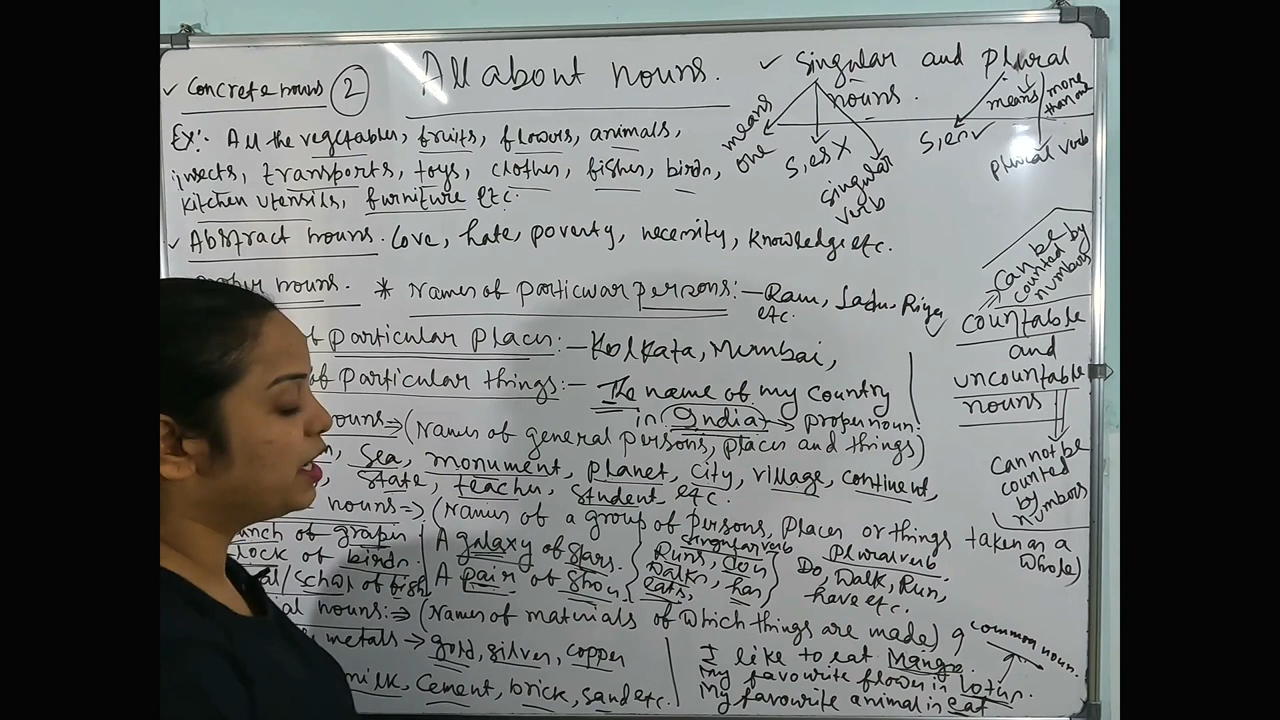 All about nouns.
✓ Concrete nouns ②
Ex:- All the vegetables, fruits, flowers, animals,
insects, transports, toys, clothes, fishes, birds,
kitchen utensils, furniture etc.
✓ Abstract nouns. Love, hate, poverty, necessity, knowledge etc.
nouns. * Names of particular persons:- Ram, Sadu, Riya
etc.
of particular places:- Kolkata, Mumbai,
of particular things:- The name of my country
in India → proper noun.
nouns ⇒ (Names of general persons, places and things)
Sea, monument, planet, city, village, continent,
State, teacher, student etc.
nouns ⇒ (Names of a group of persons, places or things taken as a
whole)
of grapes
of birds.
/ School of fish
A galaxy of stars.
A pair of shoes
singular verb
Runs, does
walks, has
eats,
plural verb
Do, walk, Run,
have etc.
nouns:⇒ (Names of materials of which things are made)
metals → gold, silver, copper
milk, cement, brick, sand etc.
common noun.
I like to eat Mango.
My favourite flower is lotus.
My favourite animal is cat
✓ Singular and plural
nouns.
means
one
S, es X
singular
verb
S, es ✓
means
more
than one
plural verb
can be
counted by
numbers
countable
and
uncountable
nouns
cannot be
counted
by
numbers